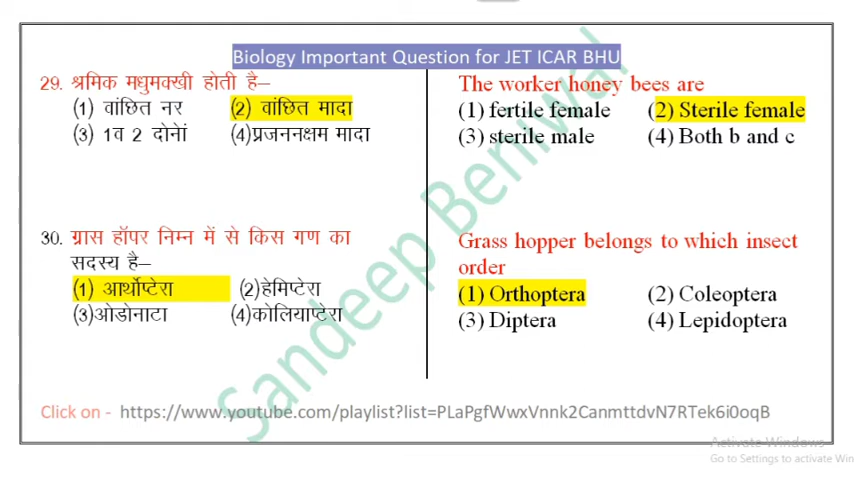 Biology Important Question for JET ICAR BHU
29. श्रमिक मधुमक्खी होती है–
(1) वांछित नर (2) वांछित मादा
(3) 1व 2 दोनों (4)प्रजननक्षम मादा
30. ग्रास हॉपर निम्न में से किस गण का
सदस्य है–
(1) आर्थोप्टेरा (2)हेमिप्टेरा
(3)ओडोनाटा (4)कोलियाप्टेरा
The worker honey bees are
(1) fertile female (2) Sterile female
(3) sterile male (4) Both b and c
Grass hopper belongs to which insect
order
(1) Orthoptera (2) Coleoptera
(3) Diptera (4) Lepidoptera
Sandeep Beniwal
Click on - https://www.youtube.com/playlist?list=PLaPgfWwxVnnk2CanmttdvN7RTek6i0oqB
Activate Windows
Go to Settings to activate Win